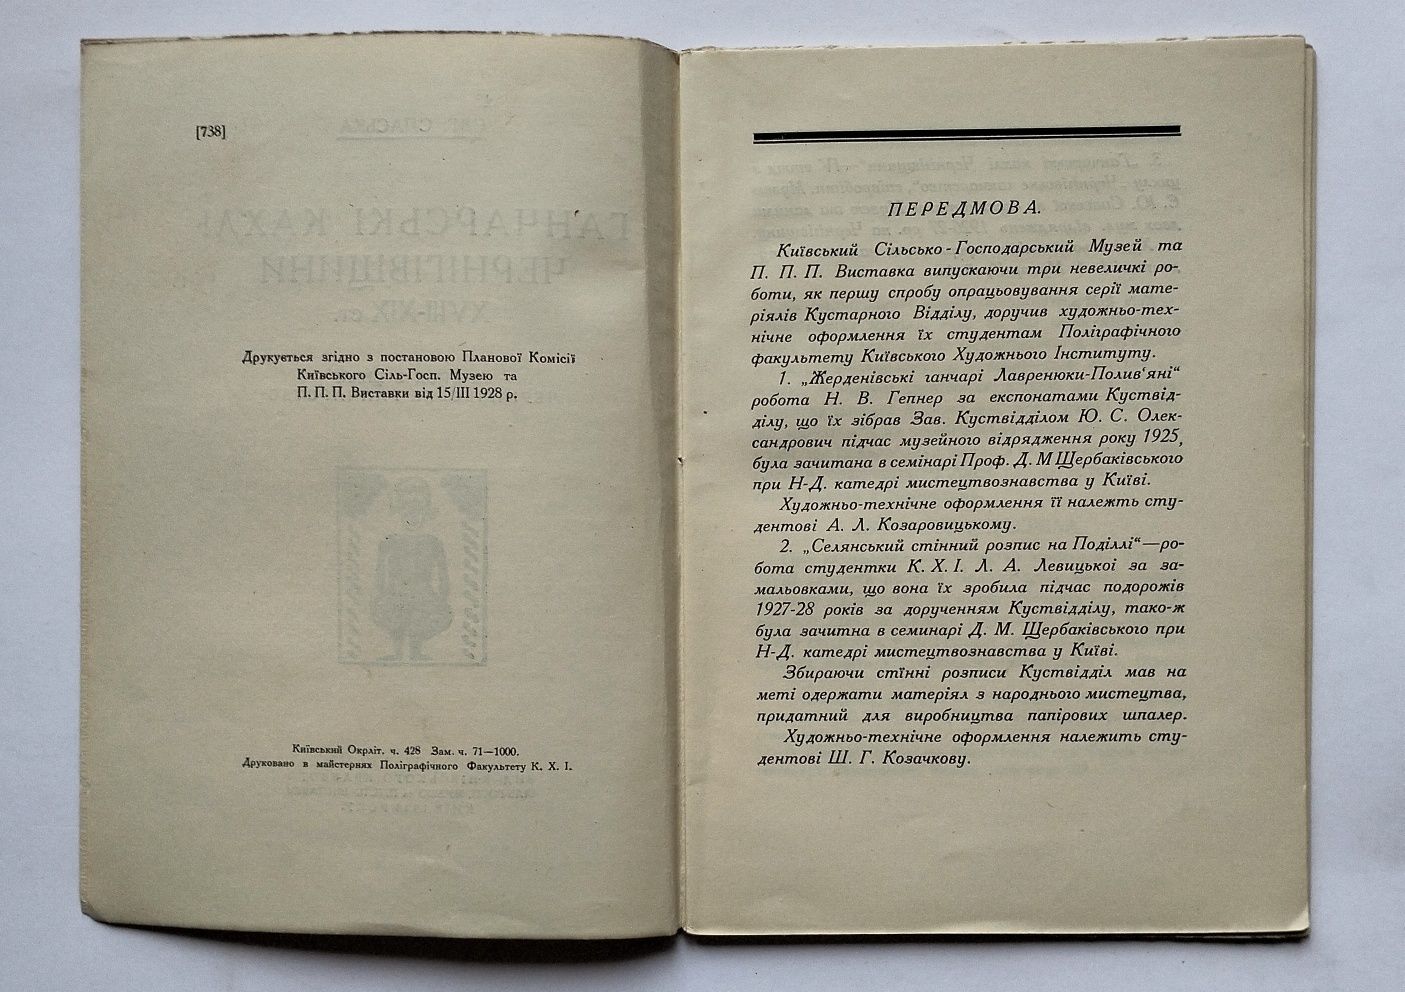 [738]
Друкується згідно з постановою Планової Комісії
Київського Сіль-Госп. Музею та
П. П. П. Виставки від 15/III 1928 р.
Київський Окрліт. ч. 428 Зам. ч. 71—1000.
Друковано в майстернях Поліграфічного Факультету К. Х. І.
ПЕРЕДМОВА.
Київський Сільсько-Господарський Музей та
П. П. П. Виставка випускаючи три невеличкі ро-
боти, як першу спробу опрацьовування серії мате-
ріялів Кустарного Відділу, доручив художньо-тех-
нічне оформлення їх студентам Поліграфічного
факультету Київського Художнього Інституту.
1. „Жерденівські ганчарі Лавренюки-Полив‘яні“
робота Н. В. Гепнер за експонатами Куствід-
ділу, що їх зібрав Зав. Куствідділом Ю. С. Олек-
сандрович підчас музейного відрядження року 1925,
була зачитана в семінарі Проф. Д. М Щербаківського
при Н-Д. катедрі мистецтвознавства у Київі.
Художньо-технічне оформлення її належть сту-
дентові А. Л. Козаровицькому.
2. „Селянський стінний розпис на Поділлі“—ро-
бота студентки К. Х. І. Л. А. Левицької за за-
мальовками, що вона їх зробила підчас подорожів
1927-28 років за дорученням Куствідділу, тако-ж
була зачитна в семинарі Д. М. Щербаківського при
Н-Д. катедрі мистецтвознавства у Київі.
Збираючи стїнні розписи Куствідділ мав на
меті одержати матеріял з народнього мистецтва,
придатний для виробництва папірових шпалер.
Художньо-технічне оформлення належить сту-
дентові Ш. Г. Козачкову.